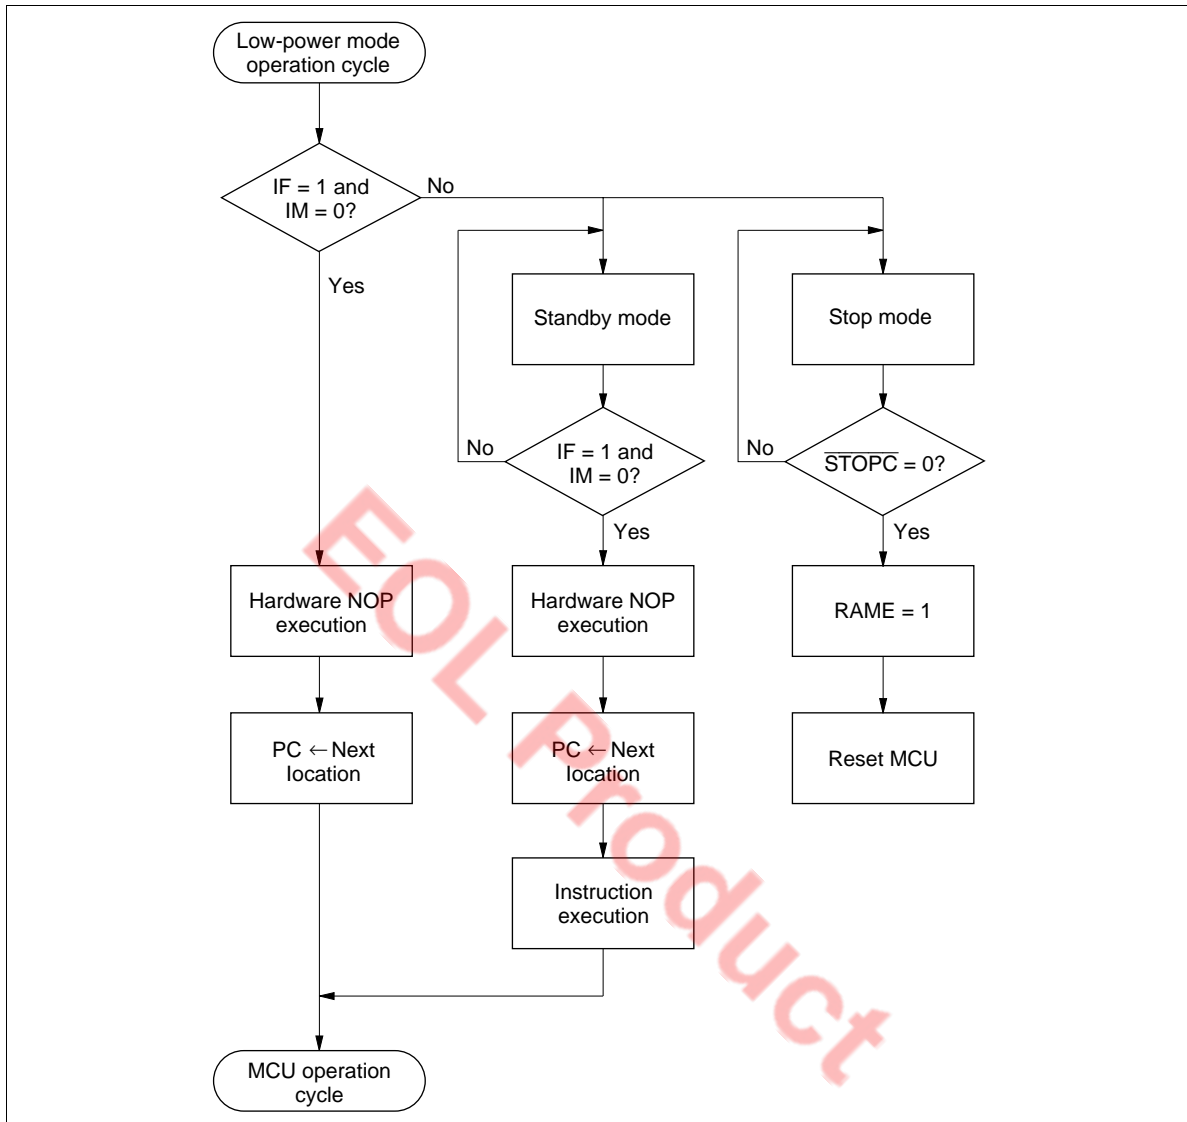 Low-power mode
operation cycle
IF = 1 and
IM = 0?
No
Yes
Standby mode
Stop mode
No
IF = 1 and
IM = 0?
Yes
No
S̅T̅O̅P̅C̅ = 0?
Yes
Hardware NOP
execution
Hardware NOP
execution
RAME = 1
PC ← Next
location
PC ← Next
location
Reset MCU
Instruction
execution
MCU operation
cycle
EOL Product